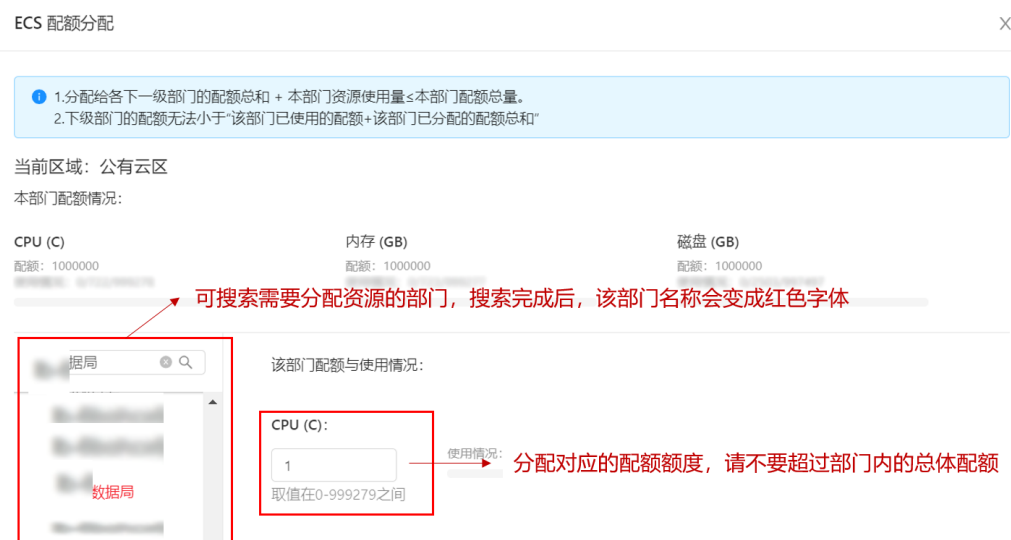 ECS 配额分配
1.分配给各下一级部门的配额总和 + 本部门资源使用量≤本部门配额总量。
2.下级部门的配额无法小于“该部门已使用的配额+该部门已分配的配额总和”
当前区域：公有云区
本部门配额情况：
CPU (C)
配额：1000000
内存 (GB)
配额：1000000
磁盘 (GB)
配额：1000000
可搜索需要分配资源的部门，搜索完成后，该部门名称会变成红色字体
据局
数据局
该部门配额与使用情况：
CPU (C)：
1
取值在0-999279之间
使用情况：
分配对应的配额额度，请不要超过部门内的总体配额